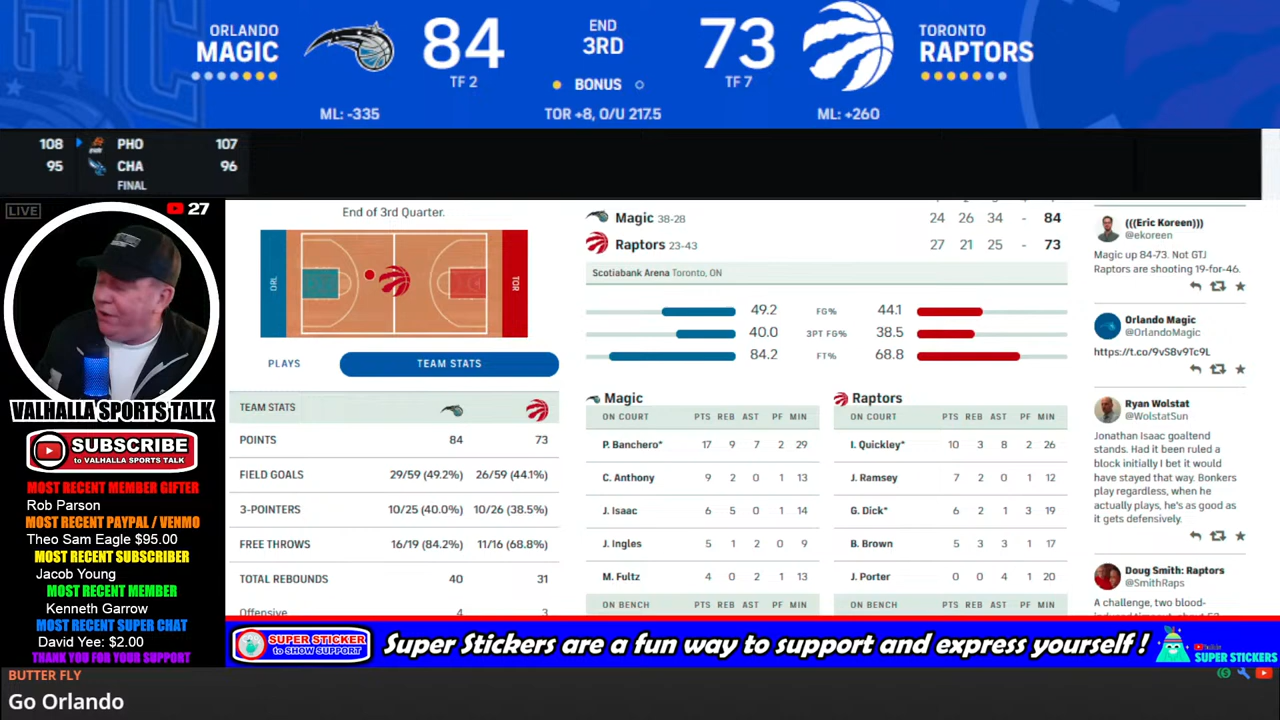 ORLANDO
MAGIC
84
TF 2
END
3RD
BONUS
73
TF 7
TORONTO
RAPTORS
ML: -335
TOR +8, O/U 217.5
ML: +260
108 PHO 107
95 CHA 96
FINAL
LIVE
27
VALHALLA SPORTS TALK
SUBSCRIBE
to VALHALLA SPORTS TALK
MOST RECENT MEMBER GIFTER
Rob Parson
MOST RECENT PAYPAL / VENMO
Theo Sam Eagle $95.00
MOST RECENT SUBSCRIBER
Jacob Young
MOST RECENT MEMBER
Kenneth Garrow
MOST RECENT SUPER CHAT
David Yee: $2.00
THANK YOU FOR YOUR SUPPORT
End of 3rd Quarter.
ORL
TOR
PLAYS
TEAM STATS
TEAM STATS
POINTS 84 73
FIELD GOALS 29/59 (49.2%) 26/59 (44.1%)
3-POINTERS 10/25 (40.0%) 10/26 (38.5%)
FREE THROWS 16/19 (84.2%) 11/16 (68.8%)
TOTAL REBOUNDS 40 31
Offensive 4 3
Magic 38-28 24 26 34 - 84
Raptors 23-43 27 21 25 - 73
Scotiabank Arena Toronto, ON
49.2 FG% 44.1
40.0 3PT FG% 38.5
84.2 FT% 68.8
Magic
ON COURT PTS REB AST PF MIN
P. Banchero* 17 9 7 2 29
C. Anthony 9 2 0 1 13
J. Isaac 6 5 0 1 14
J. Ingles 5 1 2 0 9
M. Fultz 4 0 2 1 13
ON BENCH PTS REB AST PF MIN
Raptors
ON COURT PTS REB AST PF MIN
I. Quickley* 10 3 8 2 26
J. Ramsey 7 2 0 1 12
G. Dick* 6 2 1 3 19
B. Brown 5 3 3 1 17
J. Porter 0 0 4 1 20
ON BENCH PTS REB AST PF MIN
(((Eric Koreen)))
@ekoreen
Magic up 84-73. Not GTJ
Raptors are shooting 19-for-46.
Orlando Magic
@OrlandoMagic
https://t.co/9vS8v9Tc9L
Ryan Wolstat
@WolstatSun
Jonathan Isaac goaltend
stands. Had it been ruled a
block initially I bet it would
have stayed that way. Bonkers
play regardless, when he
actually plays, he's as good as
it gets defensively.
Doug Smith: Raptors
@SmithRaps
A challenge, two blood-
SUPER STICKER
to SHOW SUPPORT
Super Stickers are a fun way to support and express yourself !
SUPER STICKERS
BUTTER FLY
Go Orlando